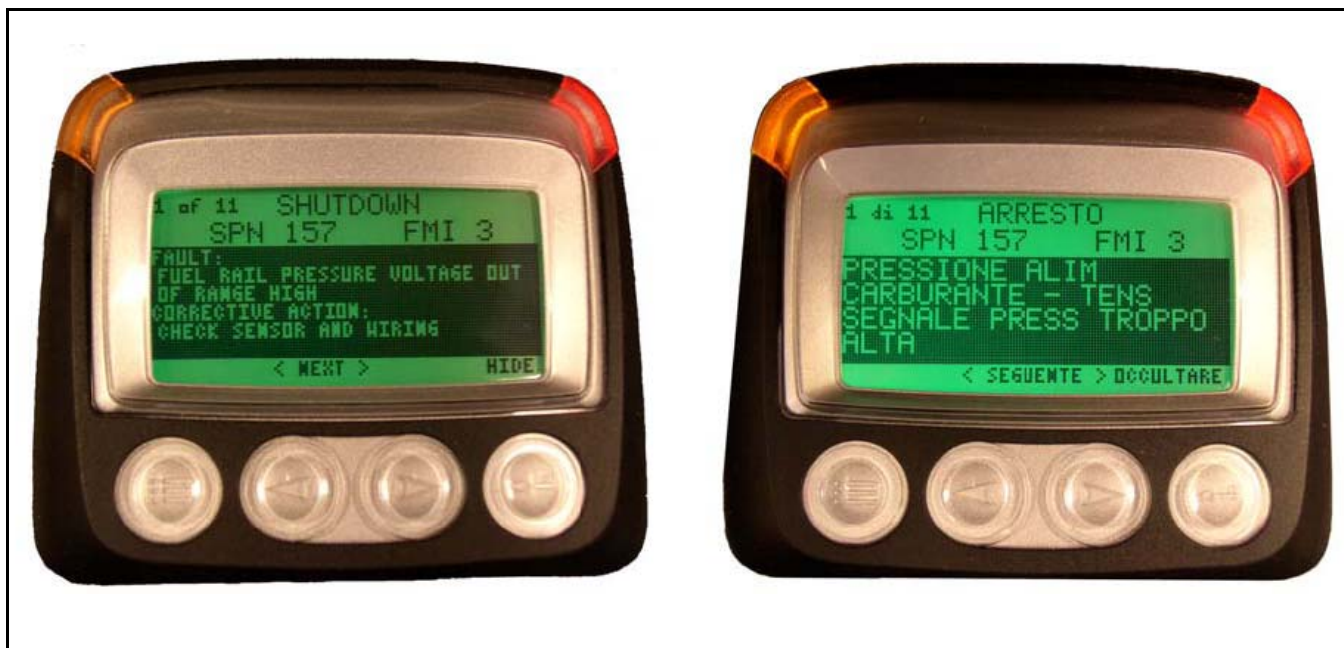 1 of 11 SHUTDOWN
SPN 157 FMI 3
FAULT:
FUEL RAIL PRESSURE VOLTAGE OUT
OF RANGE HIGH
CORRECTIVE ACTION:
CHECK SENSOR AND WIRING
< NEXT > HIDE
1 di 11 ARRESTO
SPN 157 FMI 3
PRESSIONE ALIM
CARBURANTE - TENS
SEGNALE PRESS TROPPO
ALTA
< SEGUENTE > OCCULTARE